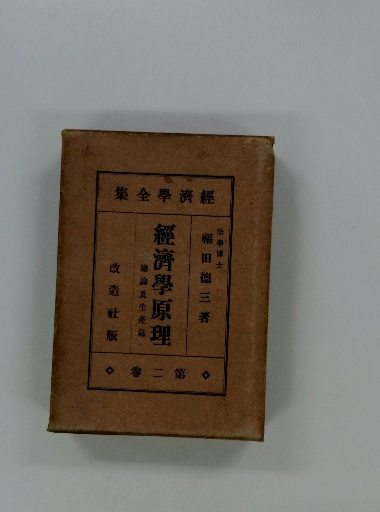 經濟學全集
法學博士
福田德三著
經濟學原理
總論及生產篇
改造社版
第二卷